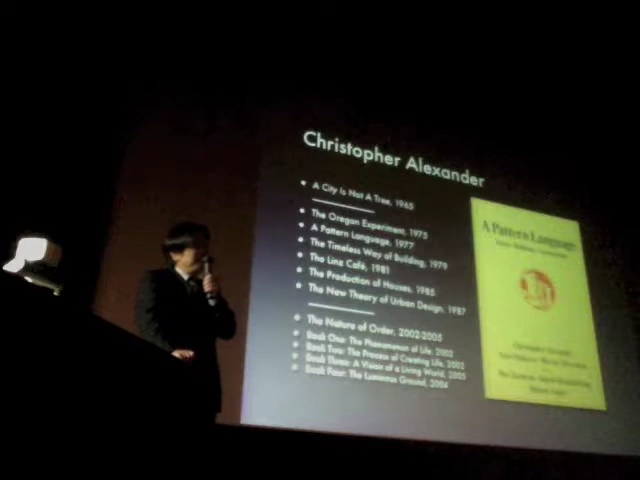 Christopher Alexander
A City Is Not A Tree, 1965
The Oregon Experiment, 1975
A Pattern Language, 1977
The Timeless Way of Building, 1979
The Linz Café, 1981
The Production of Houses, 1985
The New Theory of Urban Design, 1987
The Nature of Order, 2002-2005
Book One: The Phenomenon of Life, 2002
Book Two: The Process of Creating Life, 2002
Book Three: A Vision of a Living World, 2005
Book Four: The Luminous Ground, 2004
A Pattern Language